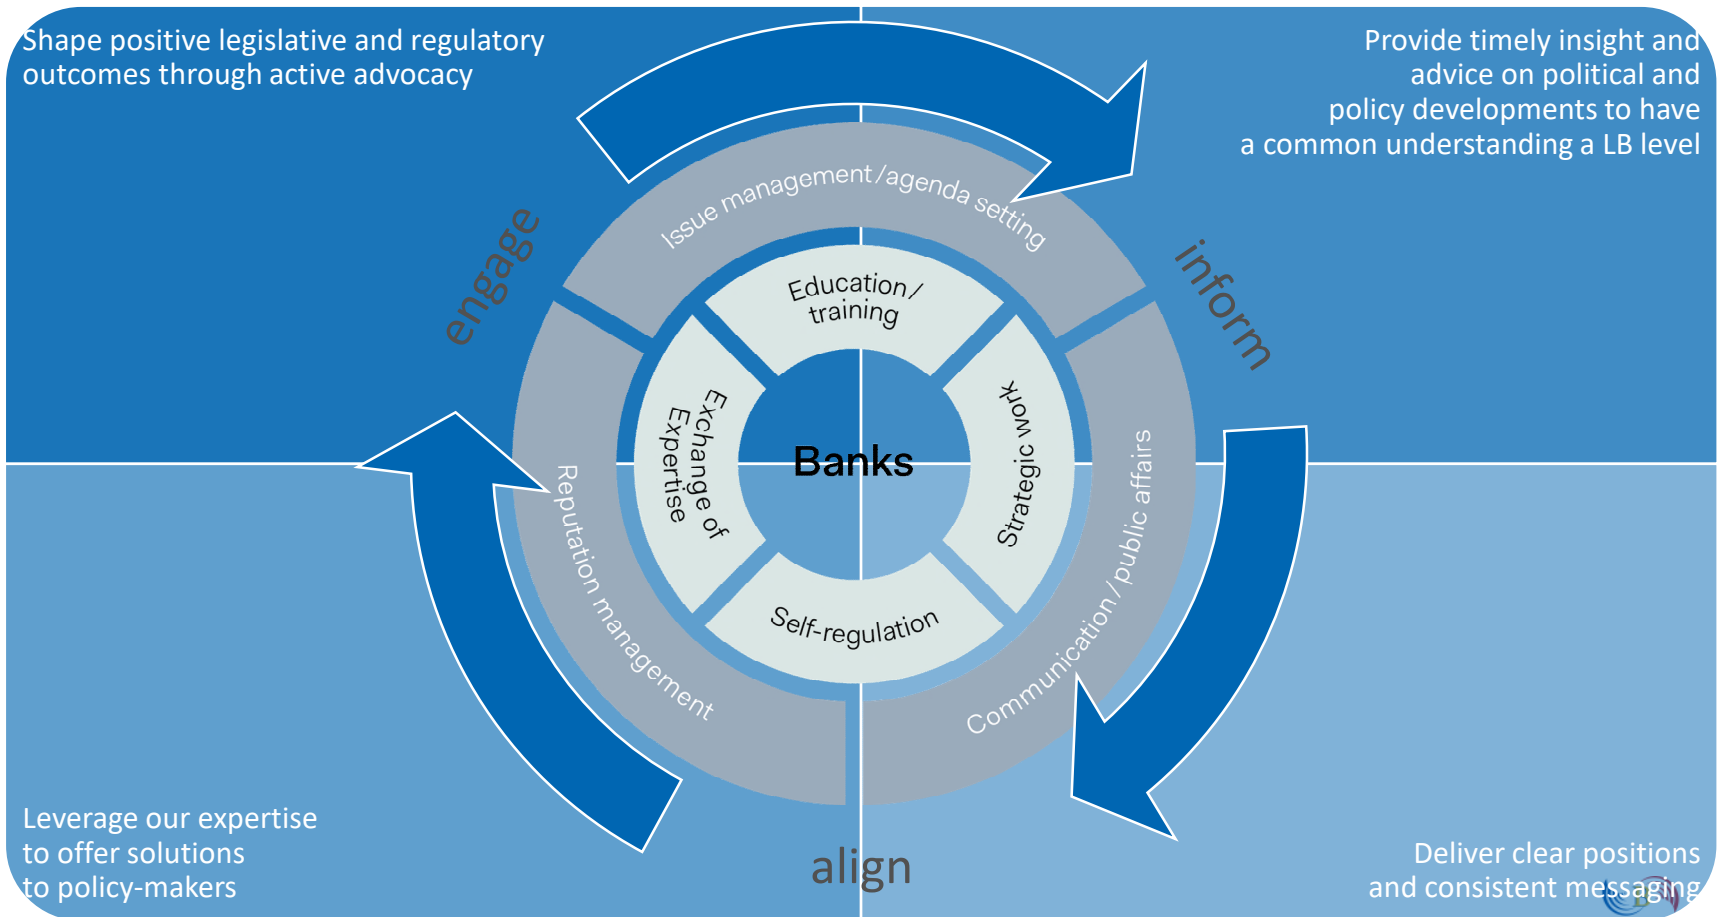 Shape positive legislative and regulatory
outcomes through active advocacy
Provide timely insight and
advice on political and
policy developments to have
a common understanding a LB level
engage
inform
Issue management/agenda setting
Education/
training
Exchange of
Expertise
Banks
Strategic work
Self-regulation
Reputation management
Communication/public affairs
align
Leverage our expertise
to offer solutions
to policy-makers
Deliver clear positions
and consistent messaging